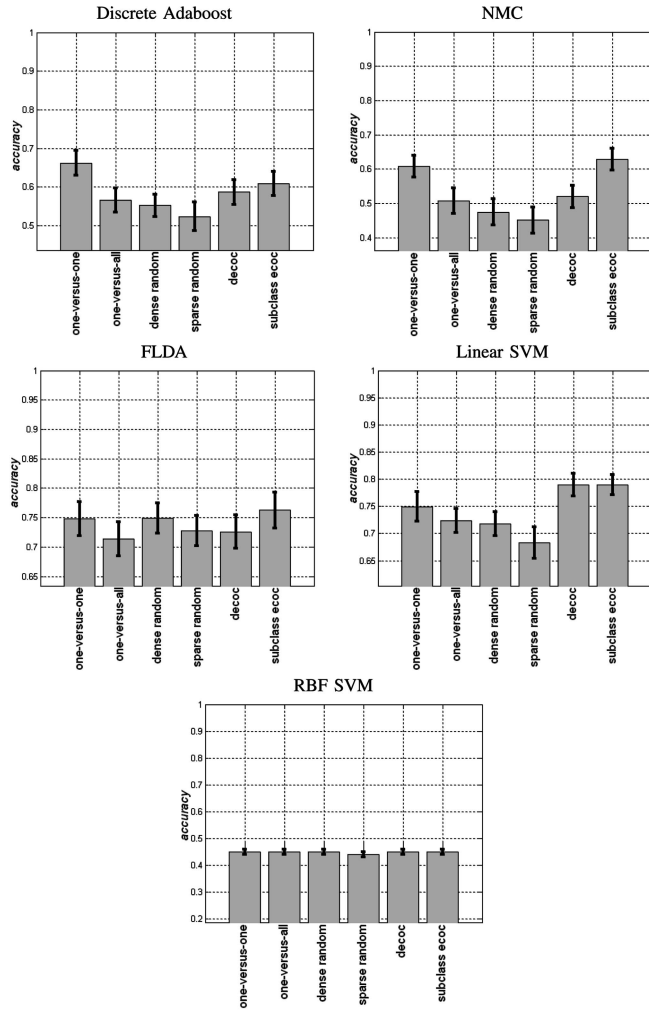 Discrete Adaboost
1
0.9
0.8
0.7
0.6
0.5
accuracy
one-versus-one
one-versus-all
dense random
sparse random
decoc
subclass ecoc
NMC
1
0.9
0.8
0.7
0.6
0.5
0.4
accuracy
one-versus-one
one-versus-all
dense random
sparse random
decoc
subclass ecoc
FLDA
1
0.95
0.9
0.85
0.8
0.75
0.7
0.65
accuracy
one-versus-one
one-versus-all
dense random
sparse random
decoc
subclass ecoc
Linear SVM
1
0.95
0.9
0.85
0.8
0.75
0.7
0.65
accuracy
one-versus-one
one-versus-all
dense random
sparse random
decoc
subclass ecoc
RBF SVM
1
0.9
0.8
0.7
0.6
0.5
0.4
0.3
0.2
accuracy
one-versus-one
one-versus-all
dense random
sparse random
decoc
subclass ecoc